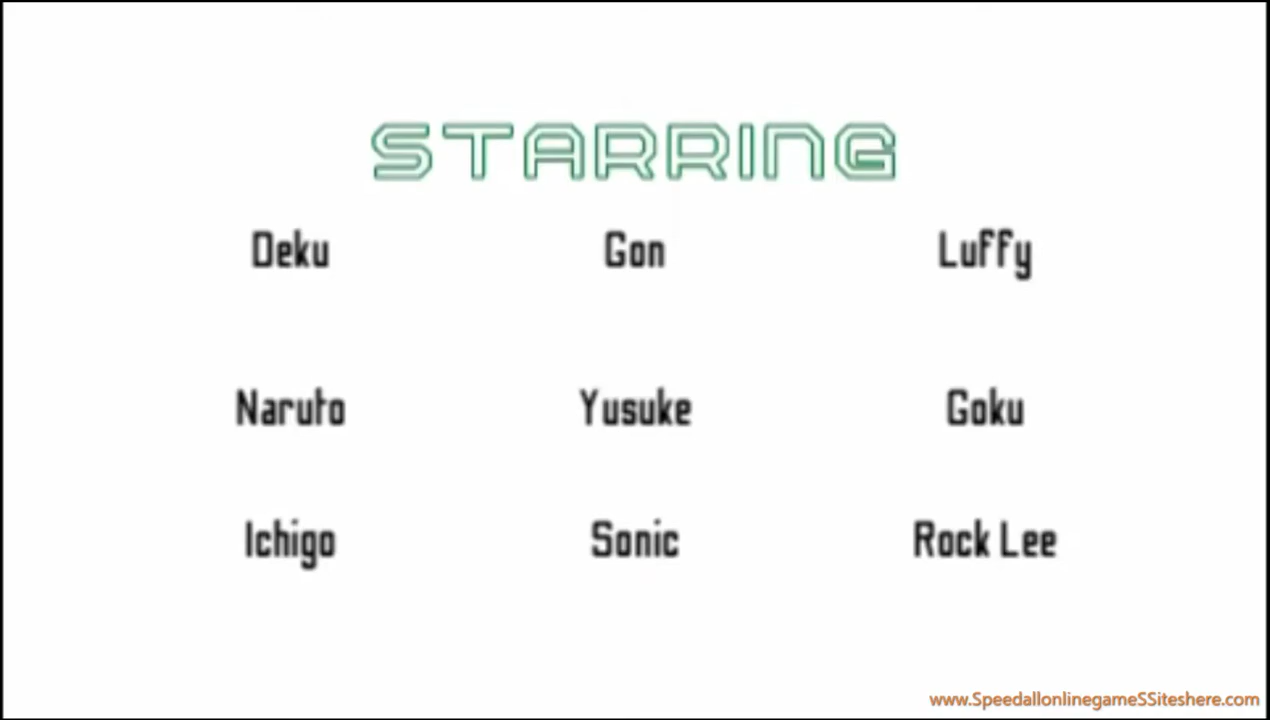 STARRING
Deku Gon Luffy
Naruto Yusuke Goku
Ichigo Sonic Rock Lee
www.SpeedallonlinegameSSiteshere.com